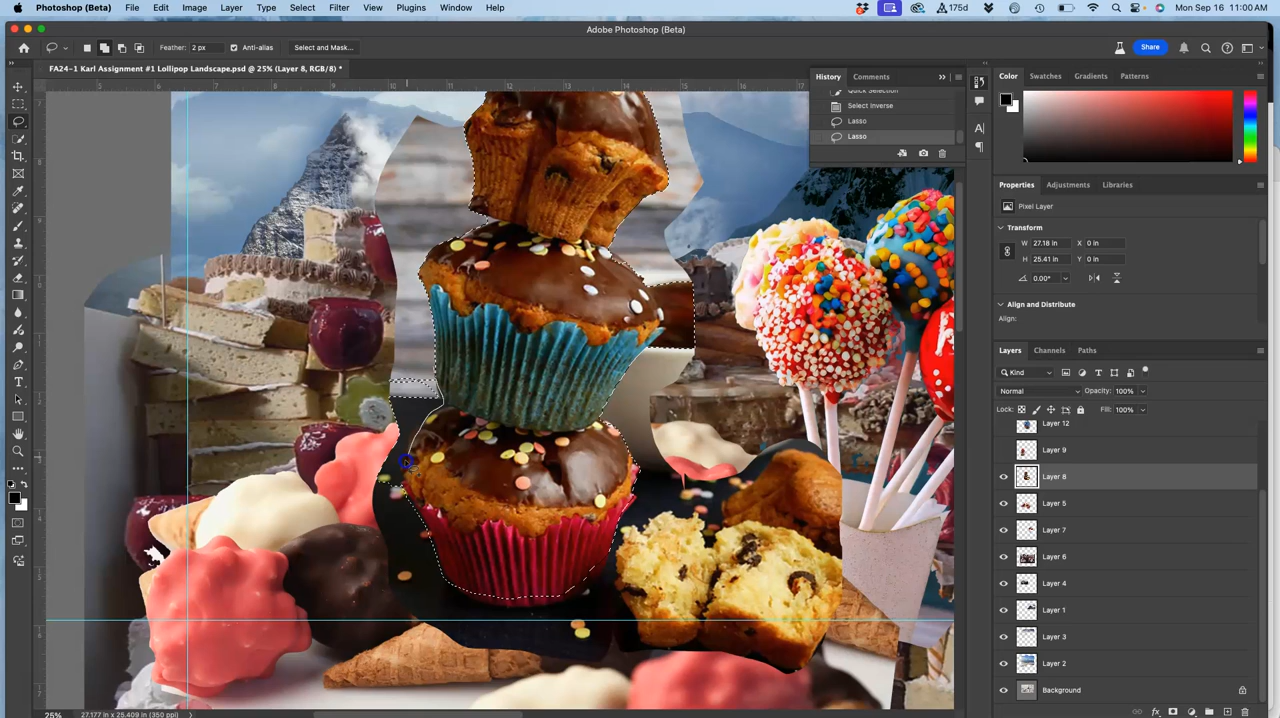 Photoshop (Beta) File Edit Image Layer Type Select Filter View Plugins Window Help 175d Mon Sep 16 11:00 AM
Adobe Photoshop (Beta)
Feather: 2 px Anti-alias Select and Mask... Share
FA24-1 Karl Assignment #1 Lollipop Landscape.psd @ 25% (Layer 8, RGB/8) *
History Comments
Color Swatches Gradients Patterns
Quick Selection
Select Inverse
Lasso
Lasso
Properties Adjustments Libraries
Pixel Layer
Transform
W 27.18 in X 0 in
H 25.41 in Y 0 in
0.00°
Align and Distribute
Align:
Layers Channels Paths
Kind
Normal Opacity: 100%
Lock: Fill: 100%
Layer 12
Layer 9
Layer 8
Layer 5
Layer 7
Layer 6
Layer 4
Layer 1
Layer 3
Layer 2
Background
25% 27.177 in x 25.409 in (350 ppi)